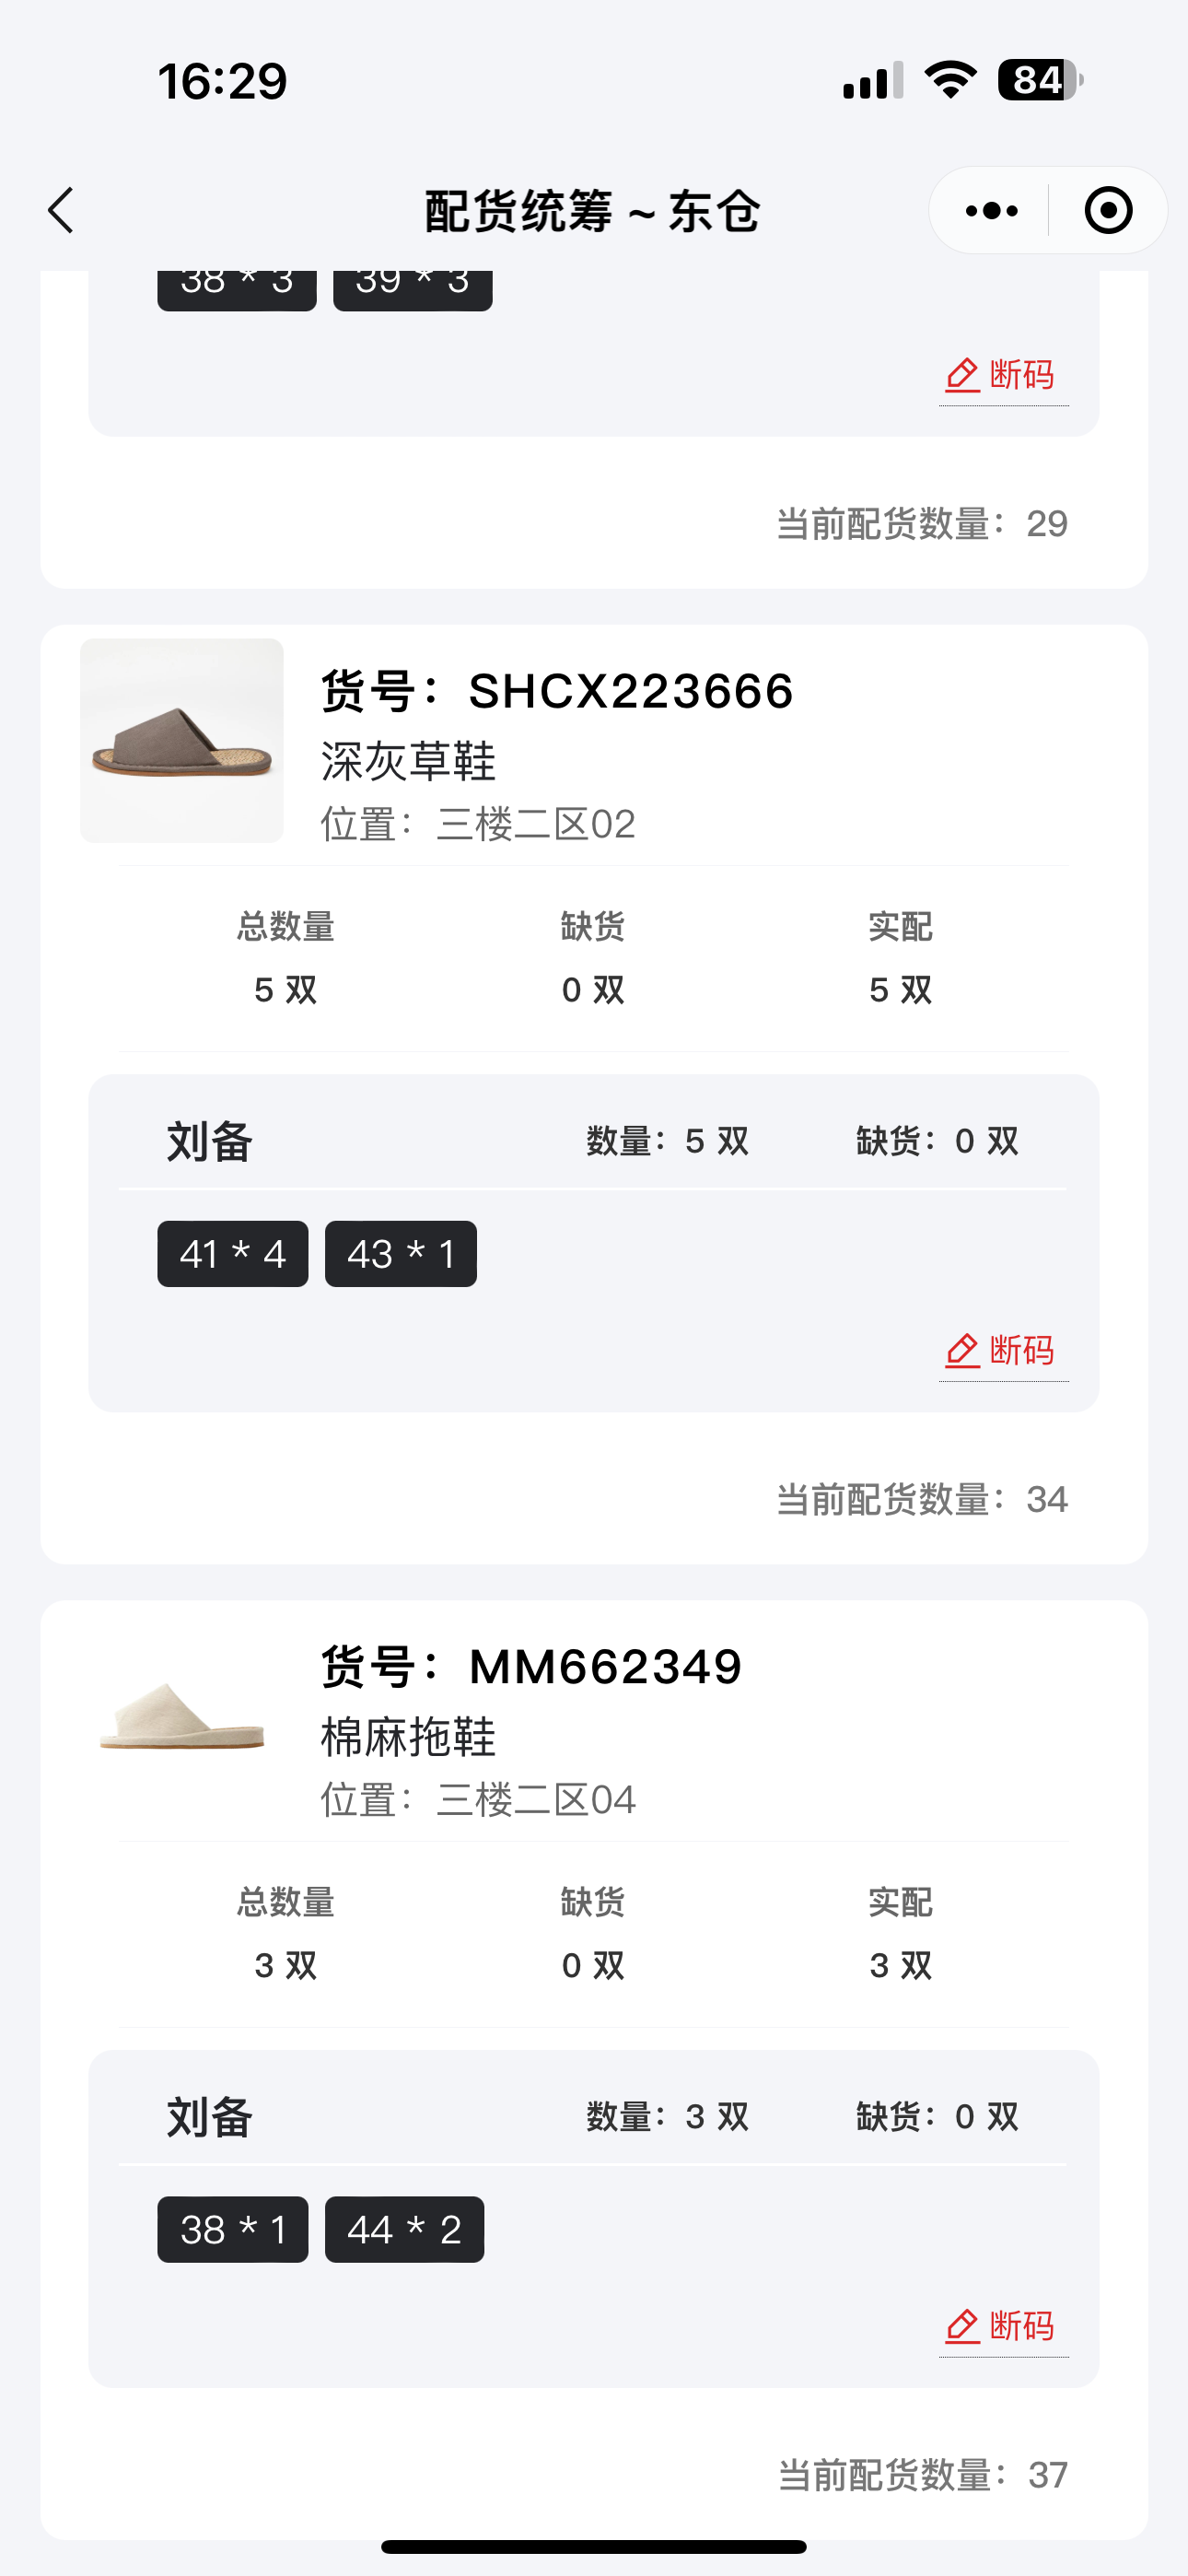 16:29
84
配货统筹 ~ 东仓
38 * 3 39 * 3
断码
当前配货数量：29
货号：SHCX223666
深灰草鞋
位置：三楼二区02
总数量 缺货 实配
5 双 0 双 5 双
刘备 数量：5 双 缺货：0 双
41 * 4 43 * 1
断码
当前配货数量：34
货号：MM662349
棉麻拖鞋
位置：三楼二区04
总数量 缺货 实配
3 双 0 双 3 双
刘备 数量：3 双 缺货：0 双
38 * 1 44 * 2
断码
当前配货数量：37